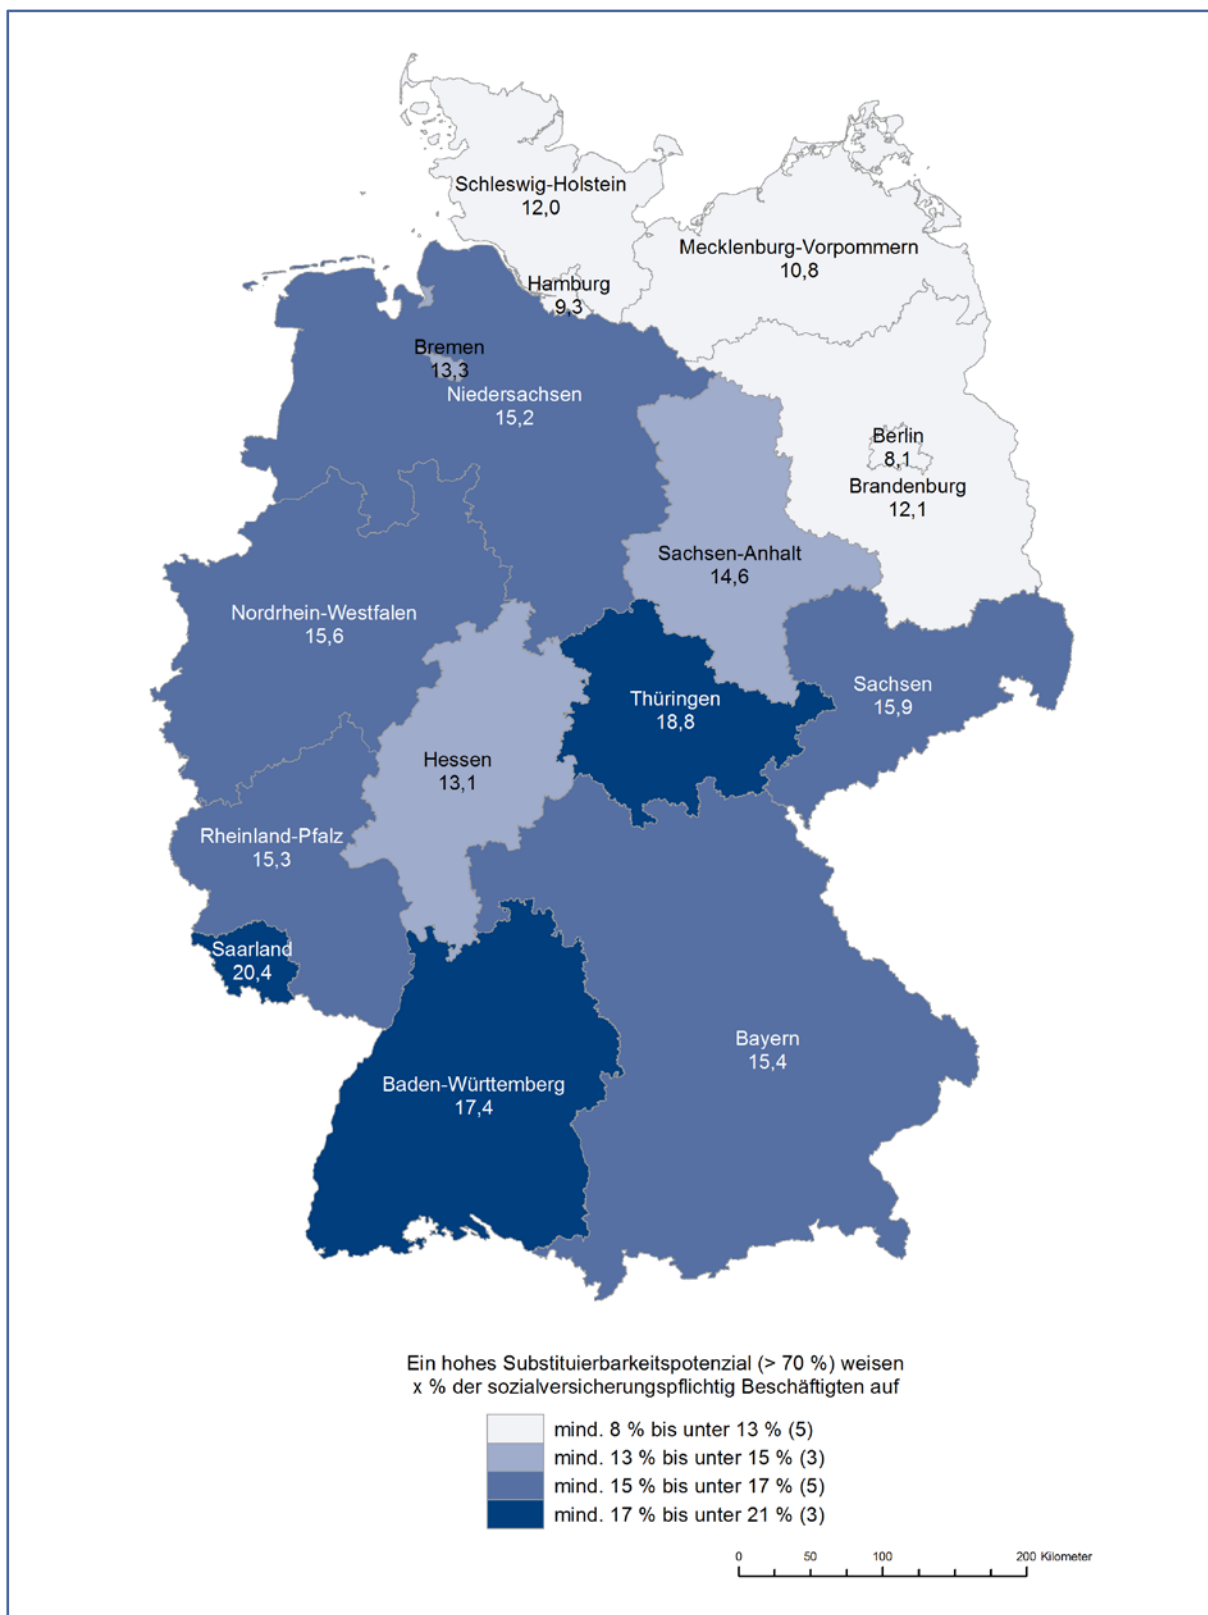 Schleswig-Holstein
12,0
Mecklenburg-Vorpommern
10,8
Hamburg
9,3
Bremen
13,3
Niedersachsen
15,2
Berlin
8,1
Brandenburg
12,1
Sachsen-Anhalt
14,6
Nordrhein-Westfalen
15,6
Thüringen
18,8
Sachsen
15,9
Hessen
13,1
Rheinland-Pfalz
15,3
Saarland
20,4
Bayern
15,4
Baden-Württemberg
17,4
Ein hohes Substituierbarkeitspotenzial (> 70 %) weisen
x % der sozialversicherungspflichtig Beschäftigten auf
mind. 8 % bis unter 13 % (5)
mind. 13 % bis unter 15 % (3)
mind. 15 % bis unter 17 % (5)
mind. 17 % bis unter 21 % (3)
0 50 100 200 Kilometer